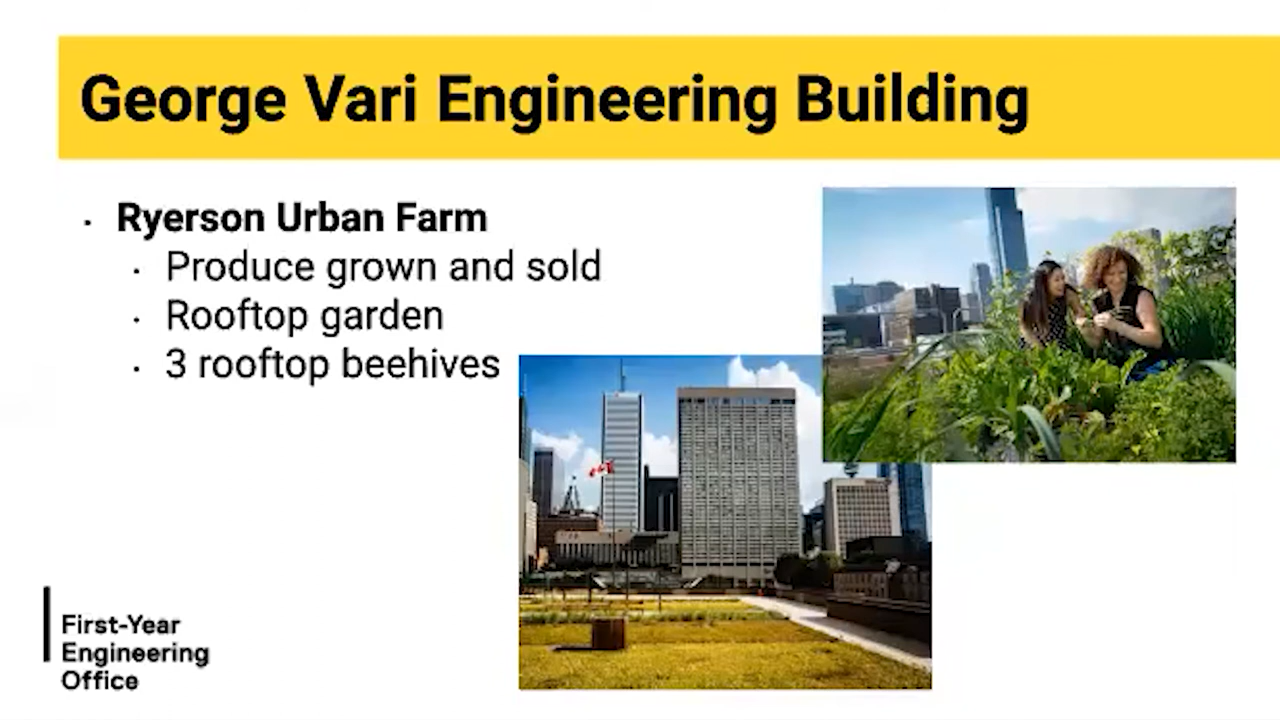 George Vari Engineering Building
· Ryerson Urban Farm
· Produce grown and sold
· Rooftop garden
· 3 rooftop beehives
First-Year
Engineering
Office